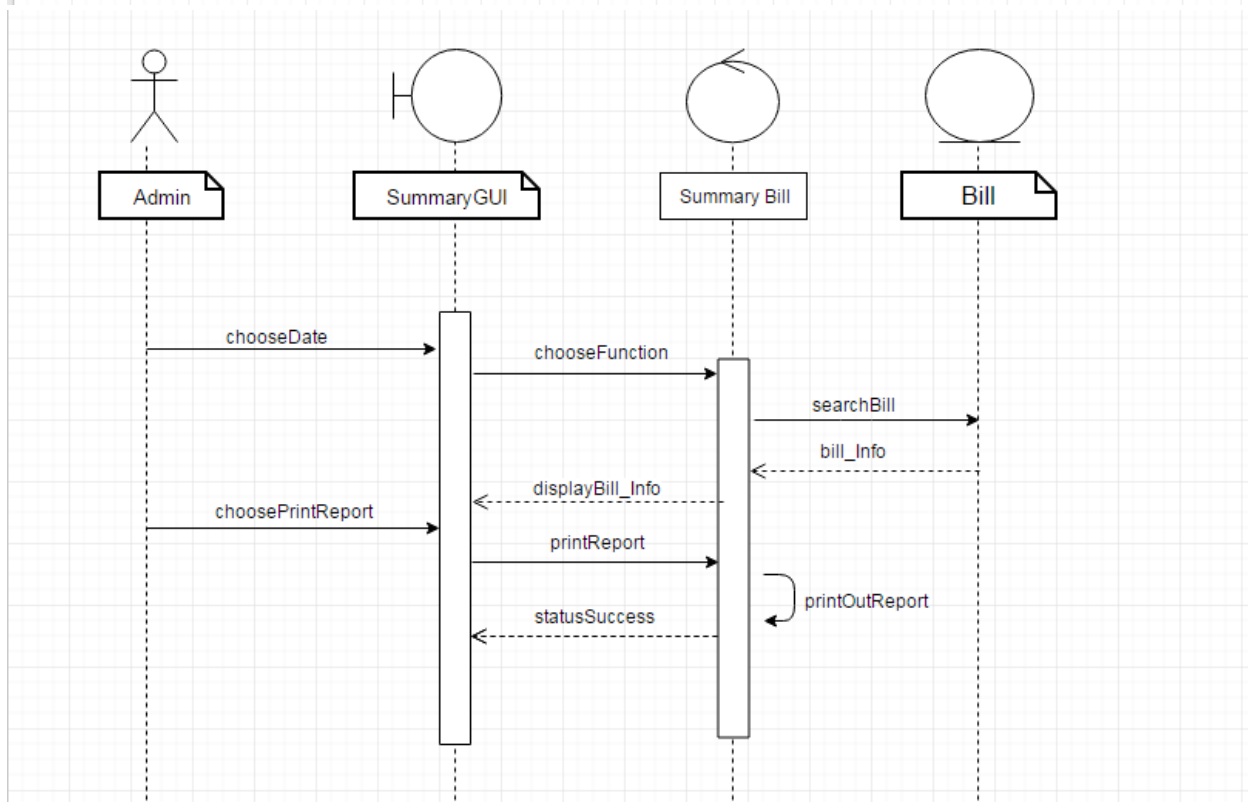 Admin
SummaryGUI
Summary Bill
Bill
chooseDate
chooseFunction
searchBill
bill_Info
displayBill_Info
choosePrintReport
printReport
printOutReport
statusSuccess